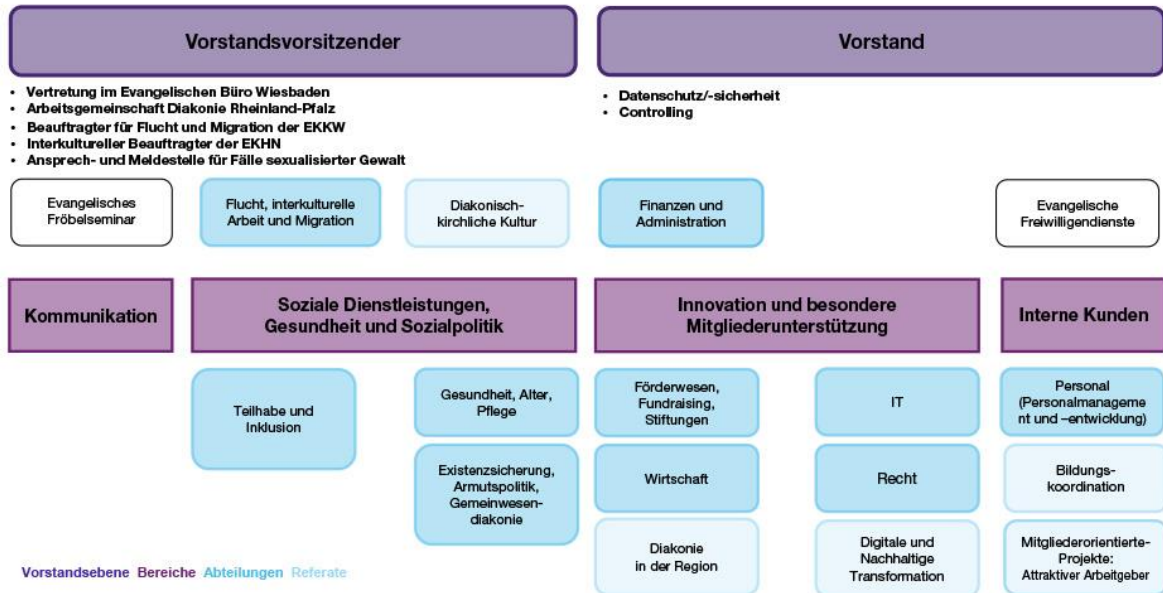 Vorstandsvorsitzender
Vorstand
• Vertretung im Evangelischen Büro Wiesbaden
• Arbeitsgemeinschaft Diakonie Rheinland-Pfalz
• Beauftragter für Flucht und Migration der EKKW
• Interkultureller Beauftragter der EKHN
• Ansprech- und Meldestelle für Fälle sexualisierter Gewalt
• Datenschutz/-sicherheit
• Controlling
Evangelisches
Fröbelseminar
Flucht, interkulturelle
Arbeit und Migration
Diakonisch-
kirchliche Kultur
Finanzen und
Administration
Evangelische
Freiwilligendienste
Kommunikation
Soziale Dienstleistungen,
Gesundheit und Sozialpolitik
Innovation und besondere
Mitgliederunterstützung
Interne Kunden
Teilhabe und
Inklusion
Gesundheit, Alter,
Pflege
Förderwesen,
Fundraising,
Stiftungen
IT
Personal
(Personalmanageme
nt und –entwicklung)
Existenzsicherung,
Armutspolitik,
Gemeinwesen-
diakonie
Wirtschaft
Recht
Bildungs-
koordination
Diakonie
in der Region
Digitale und
Nachhaltige
Transformation
Mitgliederorientierte-
Projekte:
Attraktiver Arbeitgeber
Vorstandsebene Bereiche Abteilungen Referate